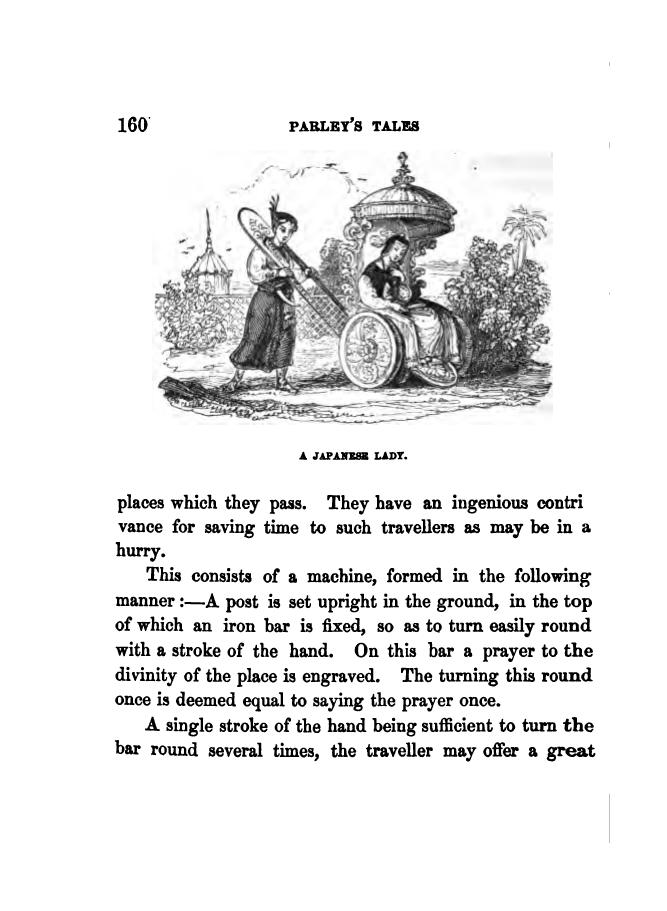 160 PARLEY'S TALES
A JAPANESE LADY.
places which they pass. They have an ingenious contri
vance for saving time to such travellers as may be in a
hurry.
This consists of a machine, formed in the following
manner :—A post is set upright in the ground, in the top
of which an iron bar is fixed, so as to turn easily round
with a stroke of the hand. On this bar a prayer to the
divinity of the place is engraved. The turning this round
once is deemed equal to saying the prayer once.
A single stroke of the hand being sufficient to turn the
bar round several times, the traveller may offer a great